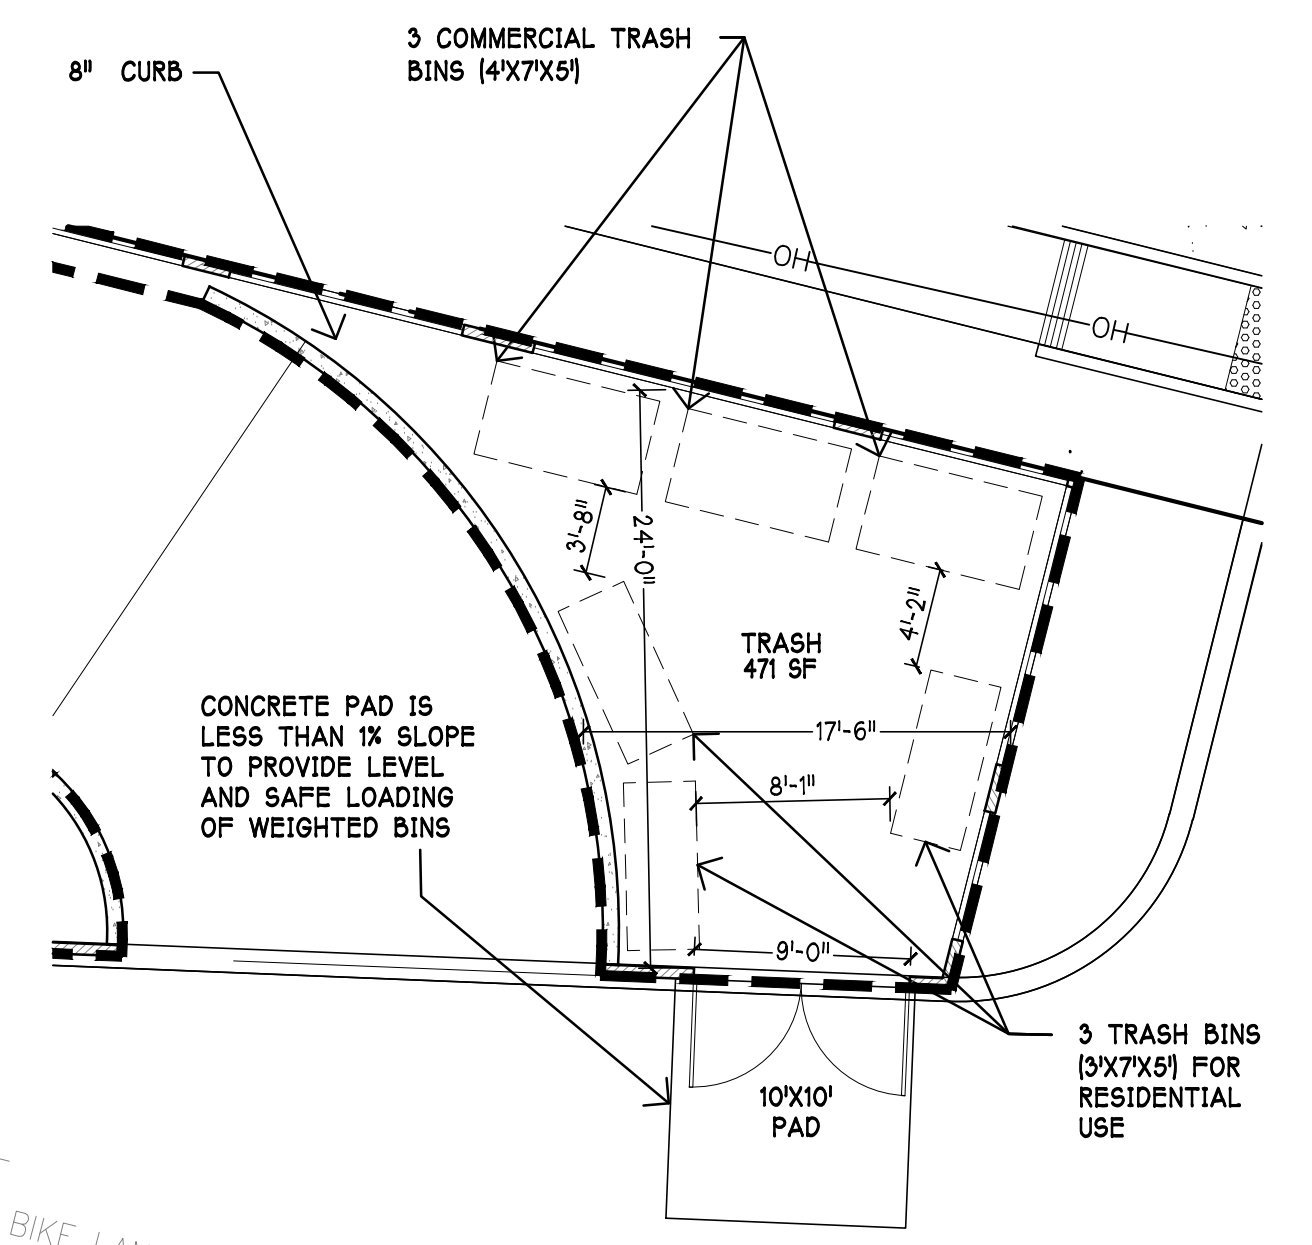 3 COMMERCIAL TRASH
BINS (4'X7'X5')
8" CURB
OH
OH
3'-8"
24'-0"
4'-2"
TRASH
471 SF
CONCRETE PAD IS
LESS THAN 1% SLOPE
TO PROVIDE LEVEL
AND SAFE LOADING
OF WEIGHTED BINS
17'-6"
8'-1"
9'-0"
3 TRASH BINS
(3'X7'X5') FOR
RESIDENTIAL
USE
10'X10'
PAD
BIKE